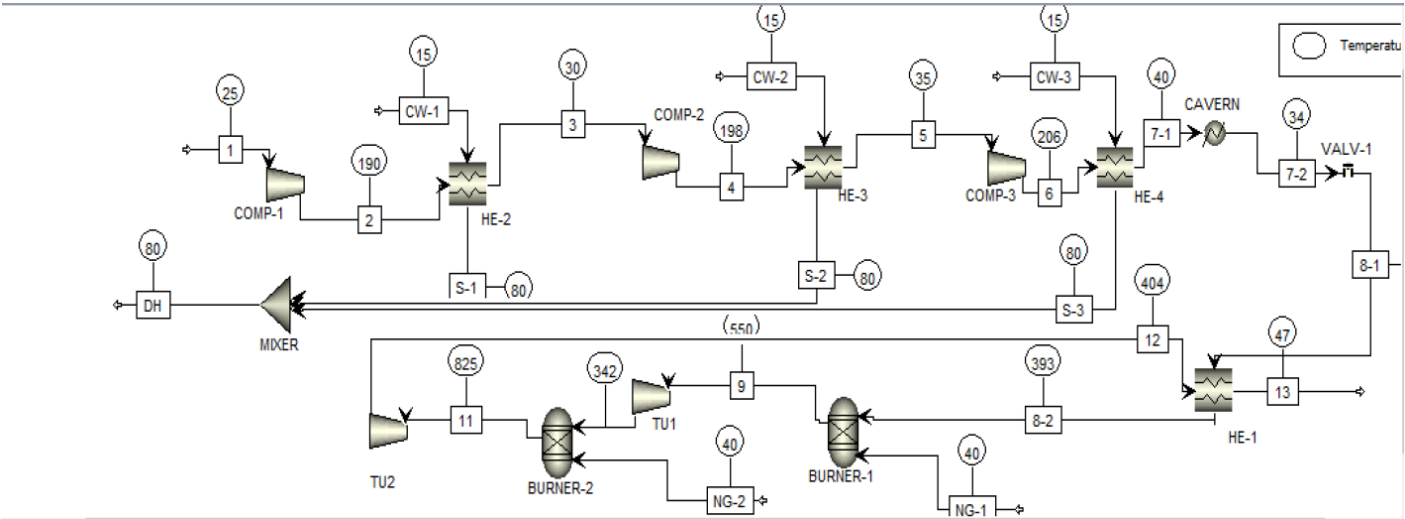 15
15
15
Temperatu
25
CW-1
30
CW-2
35
CW-3
40
CAVERN
1
3
COMP-2
198
5
206
7-1
34
VALV-1
190
4
6
7-2
COMP-1
2
HE-2
HE-3
COMP-3
HE-4
80
S-1
80
S-2
80
80
8-1
DH
S-3
404
MIXER
(550)
12
47
825
342
9
393
13
11
TU1
8-2
HE-1
TU2
BURNER-2
40
BURNER-1
40
NG-2
NG-1